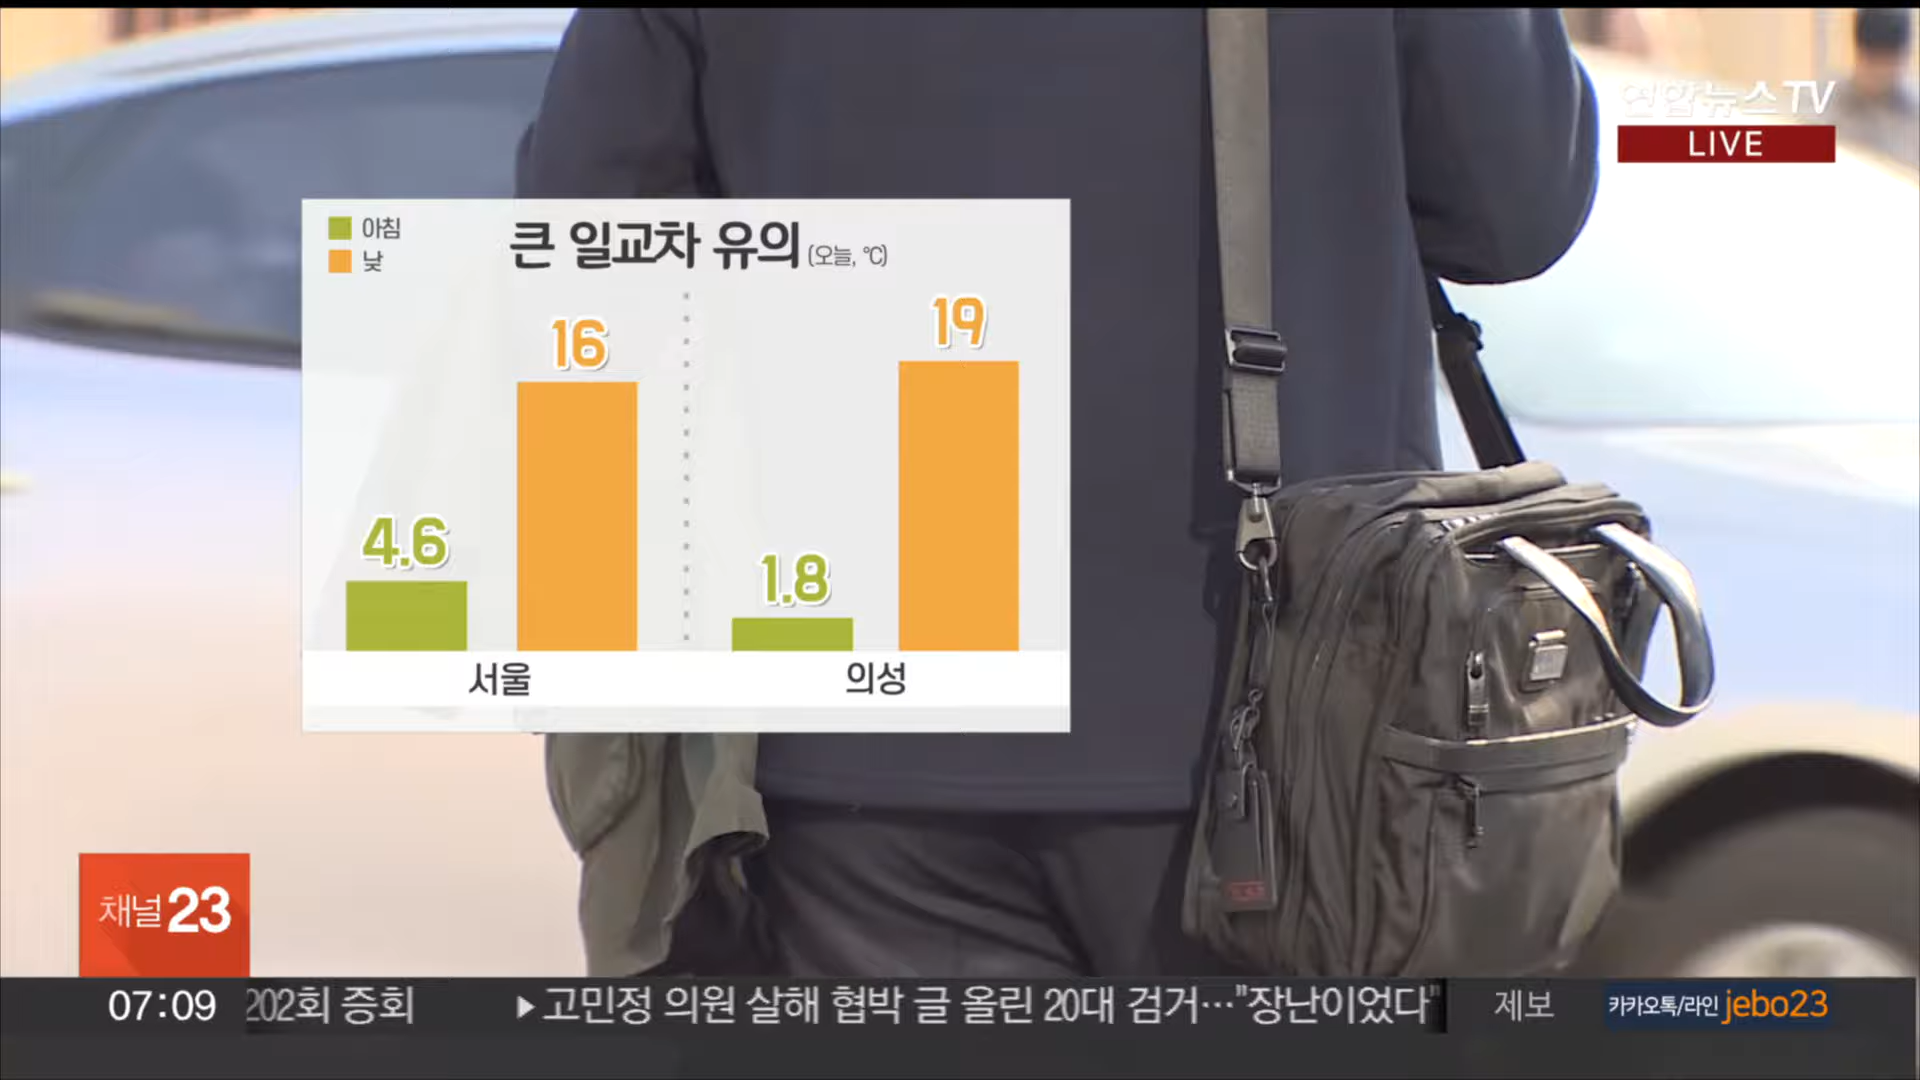 연합뉴스TV
LIVE
아침
낮
큰 일교차 유의 (오늘, ℃)
4.6
16
1.8
19
서울
의성
채널23
07:09
202회 증회 ▶고민정 의원 살해 협박 글 올린 20대 검거…"장난이었다"
제보
카카오톡/라인 jebo23